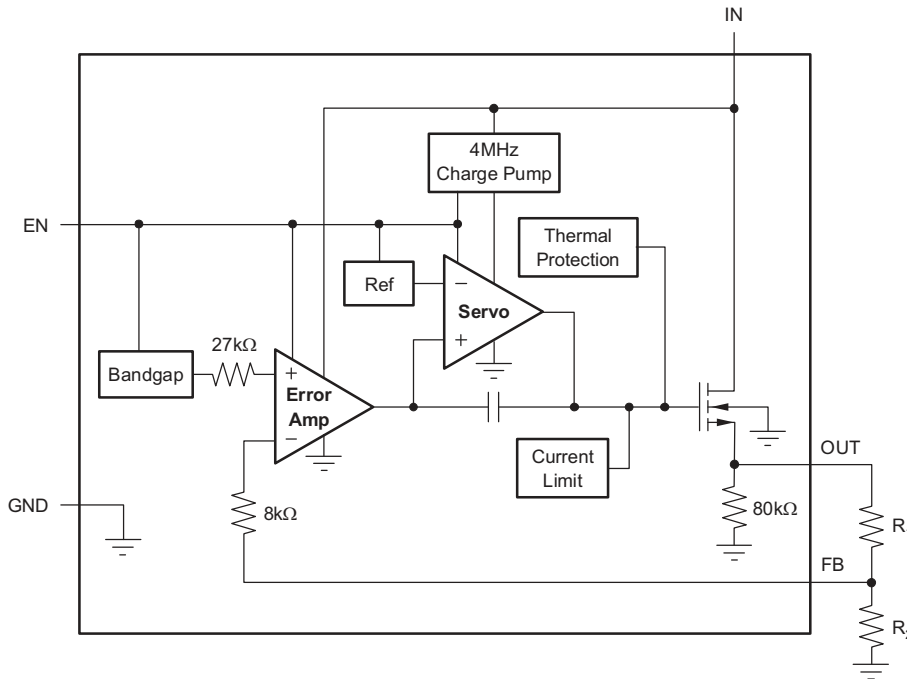 IN
4MHz
Charge Pump
EN
Thermal
Protection
Ref
−
Servo
+
27kΩ
Bandgap
+
Error
Amp
−
Current
Limit
OUT
GND
8kΩ
80kΩ
R
FB
R